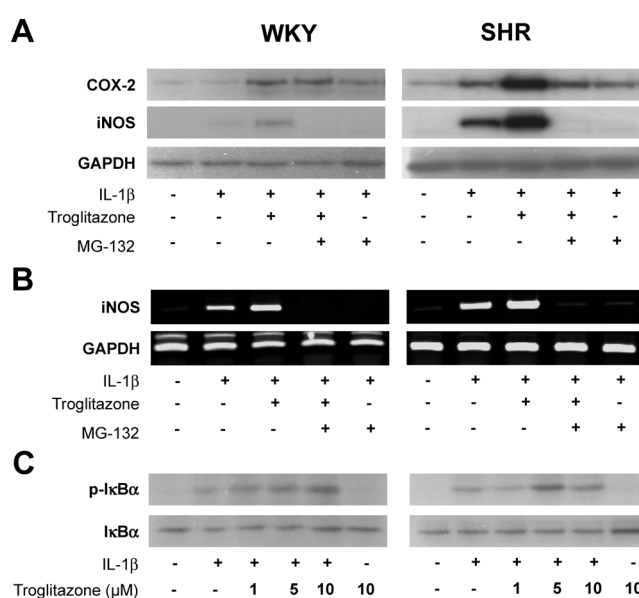 A
WKY SHR
COX-2
iNOS
GAPDH
IL-1β - + + + + - + + + +
Troglitazone - - + + - - - + + -
MG-132 - - - + + - - - + +
B
iNOS
GAPDH
IL-1β - + + + + - + + + +
Troglitazone - - + + - - - + + -
MG-132 - - - + + - - - + +
C
p-IκBα
IκBα
IL-1β - + + + + - - + + + + -
Troglitazone (µM) - - 1 5 10 10 - - 1 5 10 10